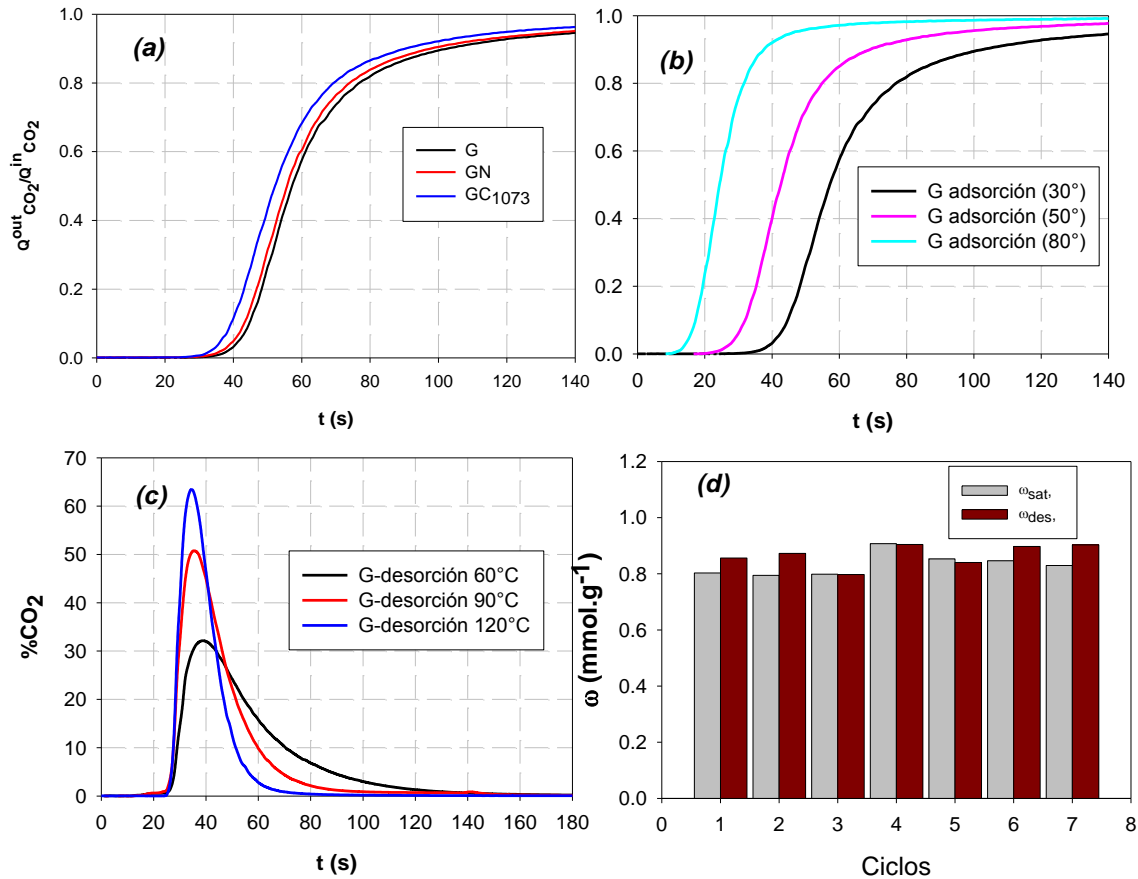 (a)
Q^out CO2/Q^in CO2
1.0
0.8
0.6
0.4
0.2
0.0
G
GN
GC1073
0 20 40 60 80 100 120 140
t (s)
(b)
1.0
0.8
0.6
0.4
0.2
0.0
G adsorción (30°)
G adsorción (50°)
G adsorción (80°)
0 20 40 60 80 100 120 140
t (s)
(c)
%CO2
70
60
50
40
30
20
10
0
G-desorción 60°C
G-desorción 90°C
G-desorción 120°C
0 20 40 60 80 100 120 140 160 180
t (s)
(d)
ω (mmol.g-1)
1.2
1.0
0.8
0.6
0.4
0.2
0.0
ωsat,
ωdes,
0 1 2 3 4 5 6 7 8
Ciclos